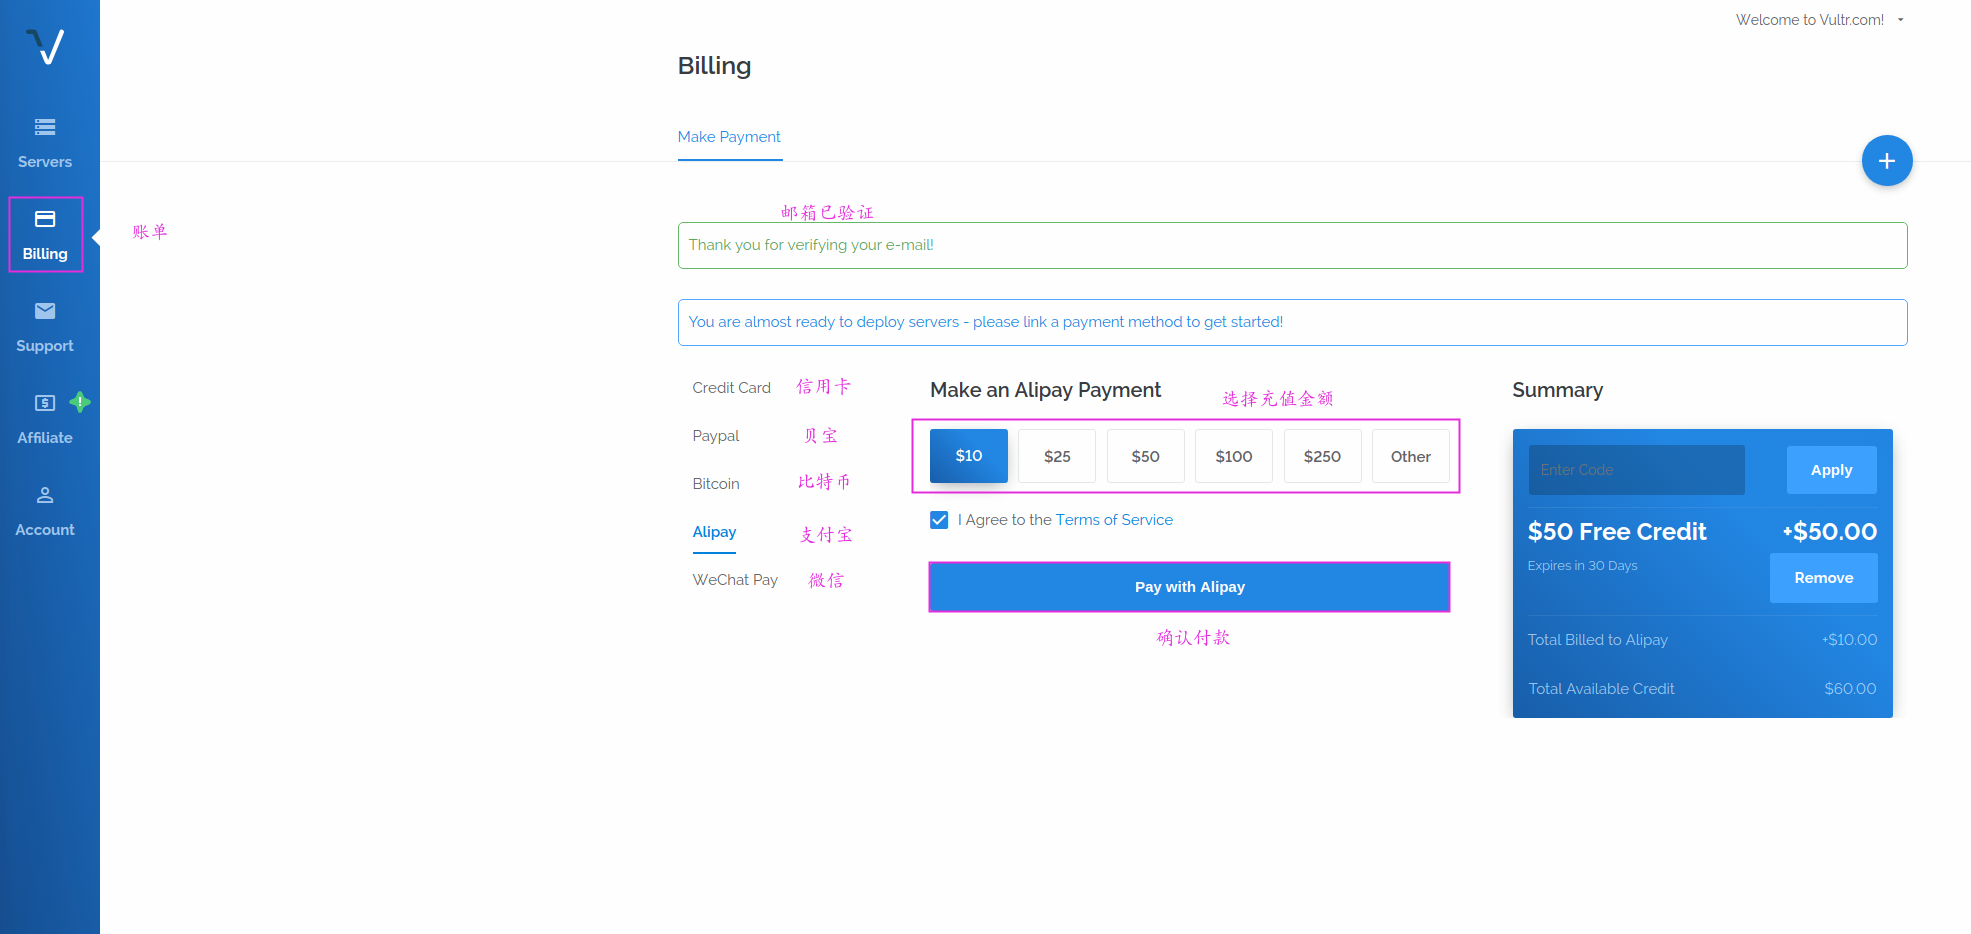 Welcome to Vultr.com!
Billing
Make Payment
Servers
Billing
账单
Support
Affiliate
Account
邮箱已验证
Thank you for verifying your e-mail!
You are almost ready to deploy servers - please link a payment method to get started!
Credit Card 信用卡
Paypal 贝宝
Bitcoin 比特币
Alipay 支付宝
WeChat Pay 微信
Make an Alipay Payment
选择充值金额
$10 $25 $50 $100 $250 Other
I Agree to the Terms of Service
Pay with Alipay
确认付款
Summary
Enter Code Apply
$50 Free Credit +$50.00
Expires in 30 Days
Remove
Total Billed to Alipay +$10.00
Total Available Credit $60.00